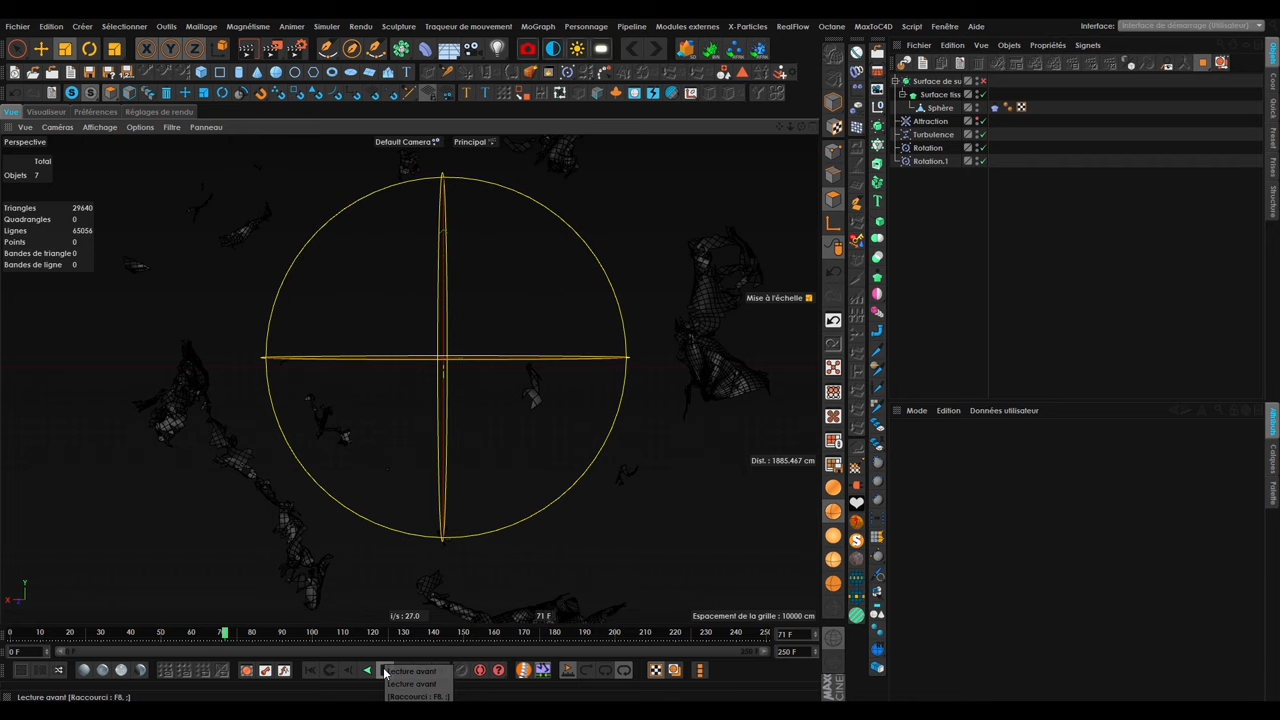 Fichier Edition Créer Sélectionner Outils Maillage Magnétisme Animer Simuler Rendu Sculpture Traqueur de mouvement MoGraph Personnage Pipeline Modules externes X-Particles RealFlow Octane MaxToC4D Script Fenêtre Aide Interface: Interface de démarrage (Utilisateur)
X Y Z
Fichier Edition Vue Objets Propriétés Signets
Vue Visualiseur Préférences Réglages de rendu
Vue Caméras Affichage Options Filtre Panneau
Perspective Default Camera Principal
Total
Objets 7
Triangles 29640
Quadrangles 0
Lignes 65056
Points 0
Bandes de triangle 0
Bandes de ligne 0
Surface de su
Surface tiss
Sphère
Attraction
Turbulence
Rotation
Rotation.1
Objets
Structure
Mise à l'échelle
Mode Edition Données utilisateur
Attributs
Calques
Dist. : 1885.467 cm
Y
X
i/s : 27.0 71 F Espacement de la grille : 10000 cm
0 10 20 30 40 50 60 80 90 100 110 120 130 140 150 160 170 180 190 200 210 220 230 240 71 F
0 F 0 F 250 F 250 F
Lecture avant
Lecture avant
[Raccourci : F8, ;]
Lecture avant [Raccourci : F8, ;]